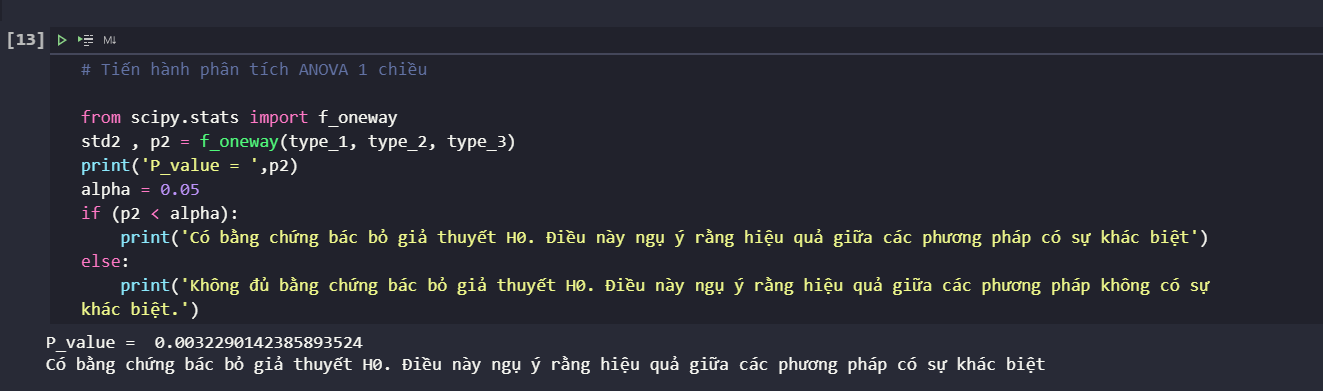 [13] M↓
# Tiến hành phân tích ANOVA 1 chiều
from scipy.stats import f_oneway
std2 , p2 = f_oneway(type_1, type_2, type_3)
print('P_value = ',p2)
alpha = 0.05
if (p2 < alpha):
    print('Có bằng chứng bác bỏ giả thuyết H0. Điều này ngụ ý rằng hiệu quả giữa các phương pháp có sự khác biệt')
else:
    print('Không đủ bằng chứng bác bỏ giả thuyết H0. Điều này ngụ ý rằng hiệu quả giữa các phương pháp không có sự
khác biệt.')
P_value =  0.0032290142385893524
Có bằng chứng bác bỏ giả thuyết H0. Điều này ngụ ý rằng hiệu quả giữa các phương pháp có sự khác biệt